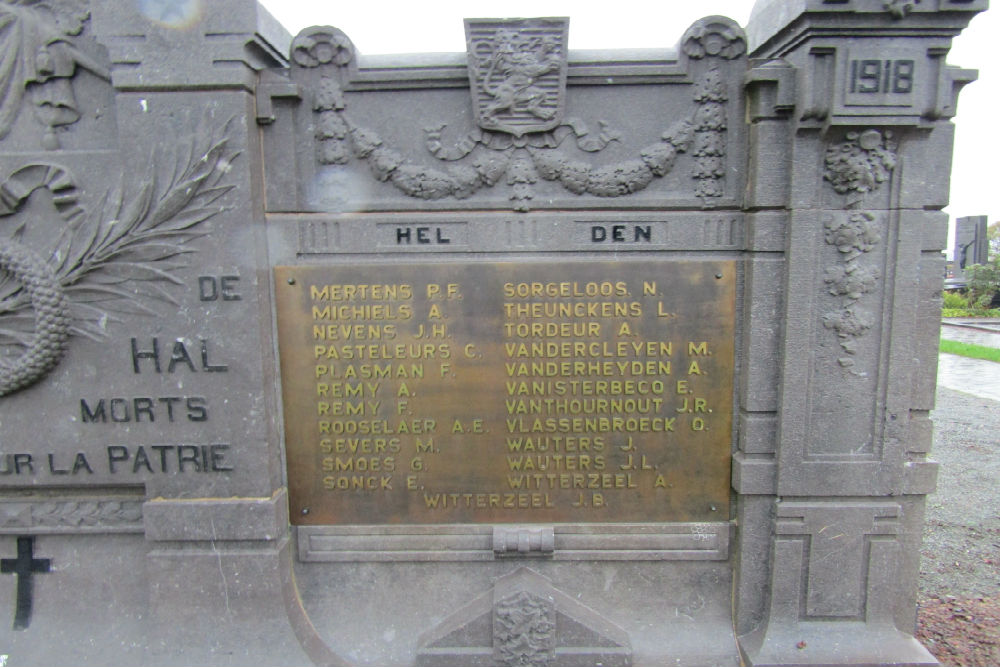 1918
HEL DEN
DE
HAL
MORTS
UR LA PATRIE
MERTENS P.F.
MICHIELS A.
NEVENS J.H.
PASTELEURS C.
PLASMAN F.
REMY A.
REMY F.
ROOSELAER A.E.
SEVERS M.
SMOES G.
SONCK E.
SORGELOOS. N.
THEUNCKENS L.
TORDEUR A.
VANDERCLEYEN M.
VANDERHEYDEN A.
VANISTERBECQ E.
VANTHOURNOUT J.R.
VLASSENBROECK O.
WAUTERS J.
WAUTERS J.L.
WITTERZEEL A.
WITTERZEEL J.B.